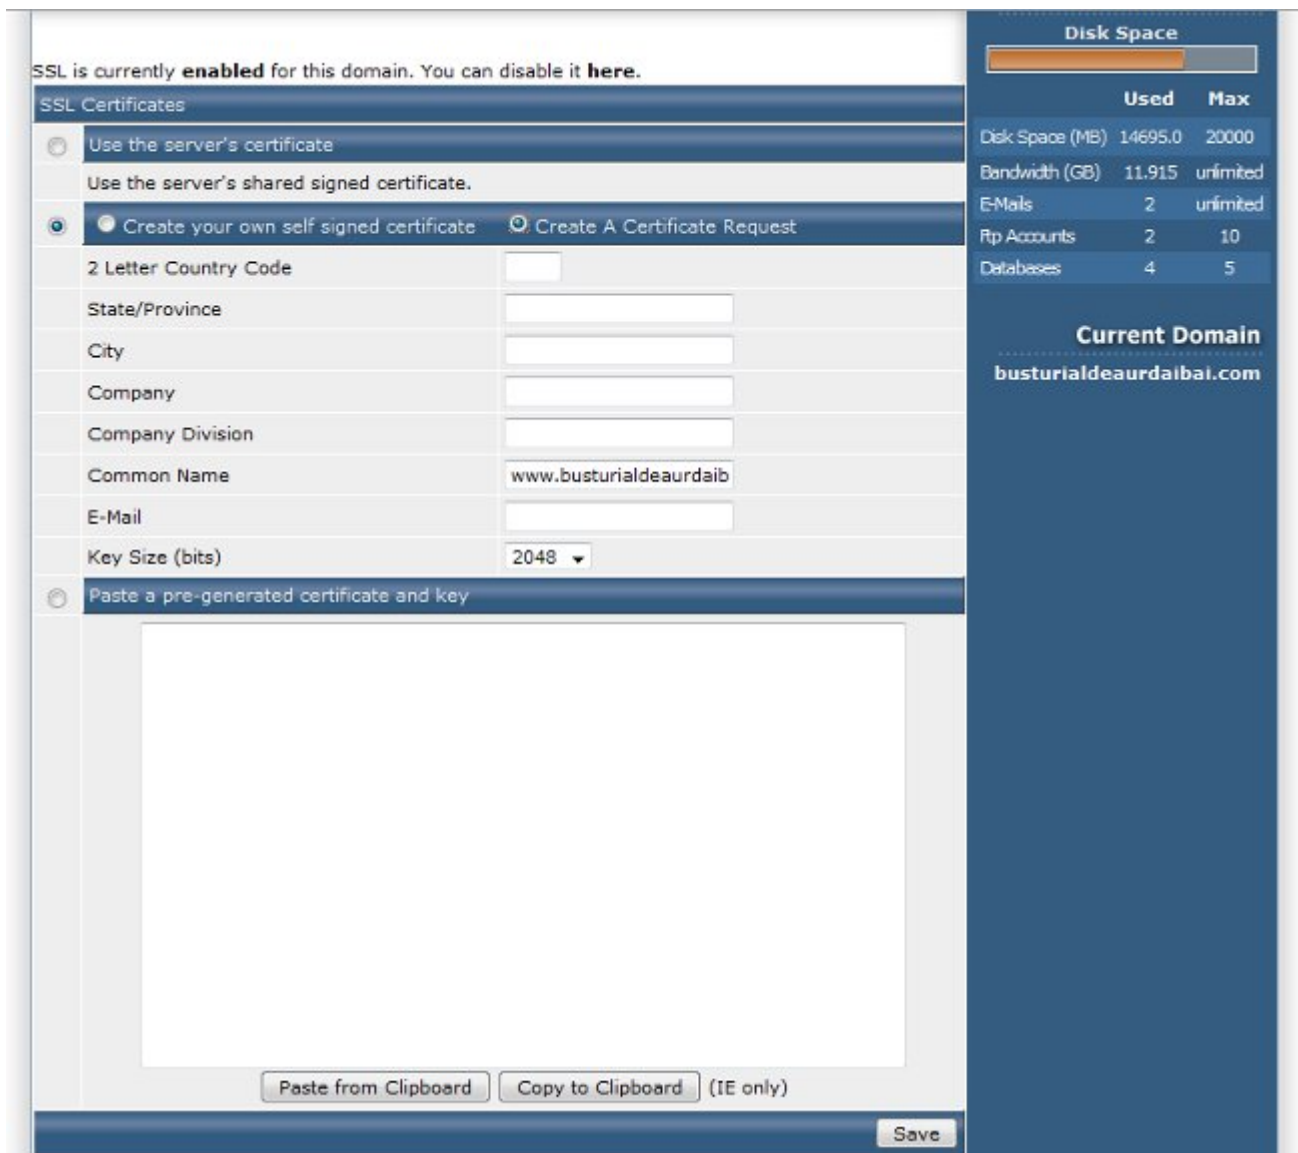 SSL is currently enabled for this domain. You can disable it here.
SSL Certificates
Use the server's certificate
Use the server's shared signed certificate.
Create your own self signed certificate Create A Certificate Request
2 Letter Country Code
State/Province
City
Company
Company Division
Common Name www.busturialdeaurdaib
E-Mail
Key Size (bits) 2048
Paste a pre-generated certificate and key
Paste from Clipboard Copy to Clipboard (IE only)
Save
Disk Space
Used Max
Disk Space (MB) 14695.0 20000
Bandwidth (GB) 11.915 unlimited
E-Mails 2 unlimited
Ftp Accounts 2 10
Databases 4 5
Current Domain
busturialdeaurdaibai.com